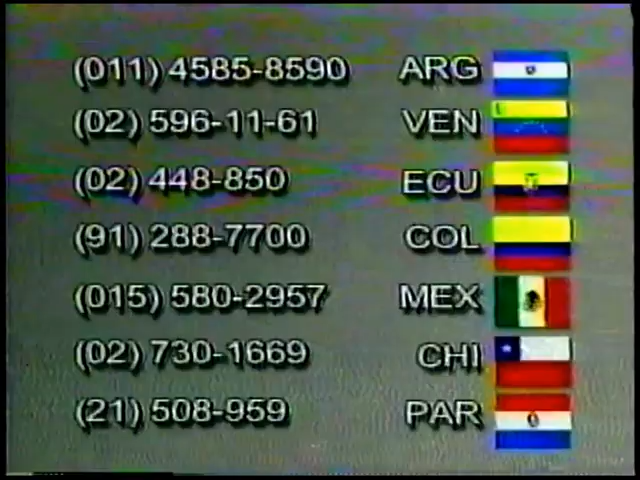 (011) 4585-8590 ARG
(02) 596-11-61 VEN
(02) 448-850 ECU
(91) 288-7700 COL
(015) 580-2957 MEX
(02) 730-1669 CHI
(21) 508-959 PAR